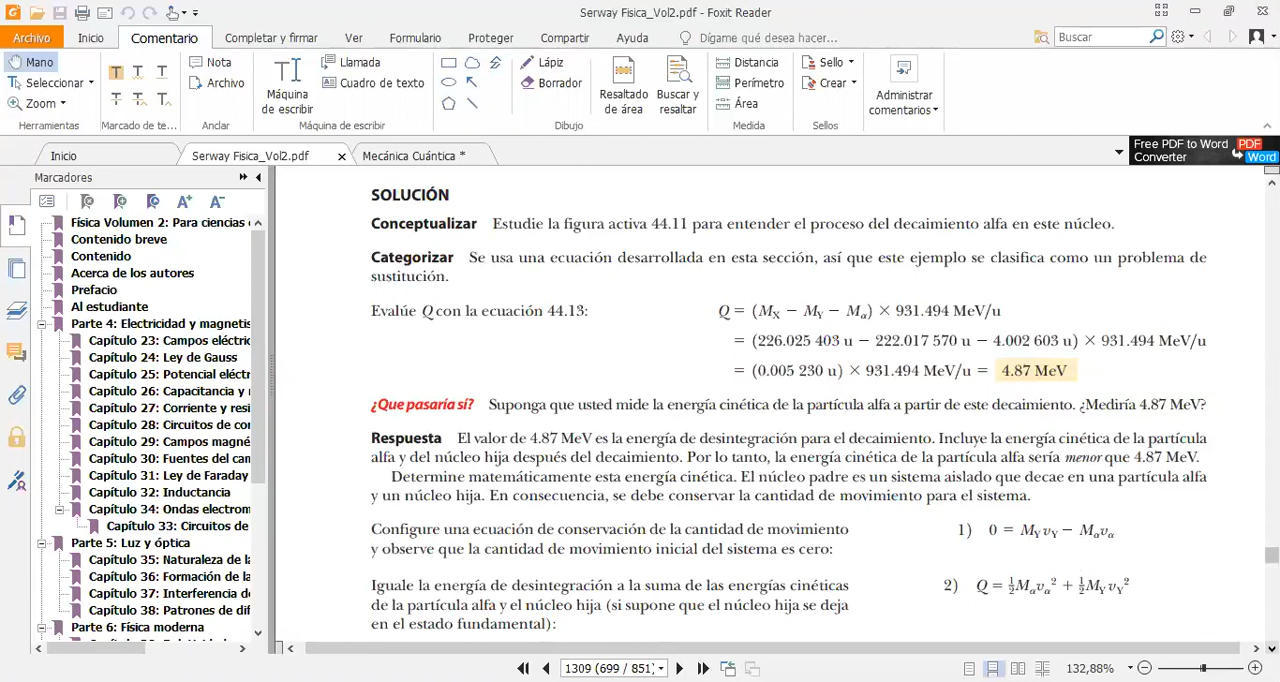 Serway Fisica_Vol2.pdf - Foxit Reader
Archivo Inicio Comentario Completar y firmar Ver Formulario Proteger Compartir Ayuda Dígame qué desea hacer... Buscar
Mano
Seleccionar
Zoom
Herramientas
Marcado de te...
Nota
Archivo
Anclar
Máquina
de escribir
Llamada
Cuadro de texto
Máquina de escribir
Lápiz
Borrador
Dibujo
Resaltado
de área
Buscar y
resaltar
Distancia
Perímetro
Área
Medida
Sello
Crear
Sellos
Administrar
comentarios
Inicio Serway Fisica_Vol2.pdf Mecánica Cuántica *
Free PDF to Word
Converter
PDF
Word
Marcadores
Física Volumen 2: Para ciencias
Contenido breve
Contenido
Acerca de los autores
Prefacio
Al estudiante
Parte 4: Electricidad y magnetis
Capítulo 23: Campos eléctric
Capítulo 24: Ley de Gauss
Capítulo 25: Potencial eléctr
Capítulo 26: Capacitancia y
Capítulo 27: Corriente y resi
Capítulo 28: Circuitos de cor
Capítulo 29: Campos magné
Capítulo 30: Fuentes del cam
Capítulo 31: Ley de Faraday
Capítulo 32: Inductancia
Capítulo 34: Ondas electrom
Capítulo 33: Circuitos de
Parte 5: Luz y óptica
Capítulo 35: Naturaleza de la
Capítulo 36: Formación de la
Capítulo 37: Interferencia de
Capítulo 38: Patrones de dif
Parte 6: Física moderna
SOLUCIÓN
Conceptualizar Estudie la figura activa 44.11 para entender el proceso del decaimiento alfa en este núcleo.
Categorizar Se usa una ecuación desarrollada en esta sección, así que este ejemplo se clasifica como un problema de
sustitución.
Evalúe Q con la ecuación 44.13: Q = (M_X − M_Y − M_α) × 931.494 MeV/u
= (226.025 403 u − 222.017 570 u − 4.002 603 u) × 931.494 MeV/u
= (0.005 230 u) × 931.494 MeV/u = 4.87 MeV
¿Que pasaría si? Suponga que usted mide la energía cinética de la partícula alfa a partir de este decaimiento. ¿Mediría 4.87 MeV?
Respuesta El valor de 4.87 MeV es la energía de desintegración para el decaimiento. Incluye la energía cinética de la partícula
alfa y del núcleo hija después del decaimiento. Por lo tanto, la energía cinética de la partícula alfa sería menor que 4.87 MeV.
Determine matemáticamente esta energía cinética. El núcleo padre es un sistema aislado que decae en una partícula alfa
y un núcleo hija. En consecuencia, se debe conservar la cantidad de movimiento para el sistema.
Configure una ecuación de conservación de la cantidad de movimiento 1) 0 = M_Y v_Y − M_α v_α
y observe que la cantidad de movimiento inicial del sistema es cero:
Iguale la energía de desintegración a la suma de las energías cinéticas 2) Q = ½M_α v_α² + ½M_Y v_Y²
de la partícula alfa y el núcleo hija (si supone que el núcleo hija se deja
en el estado fundamental):
1309 (699 / 851) 132,88%